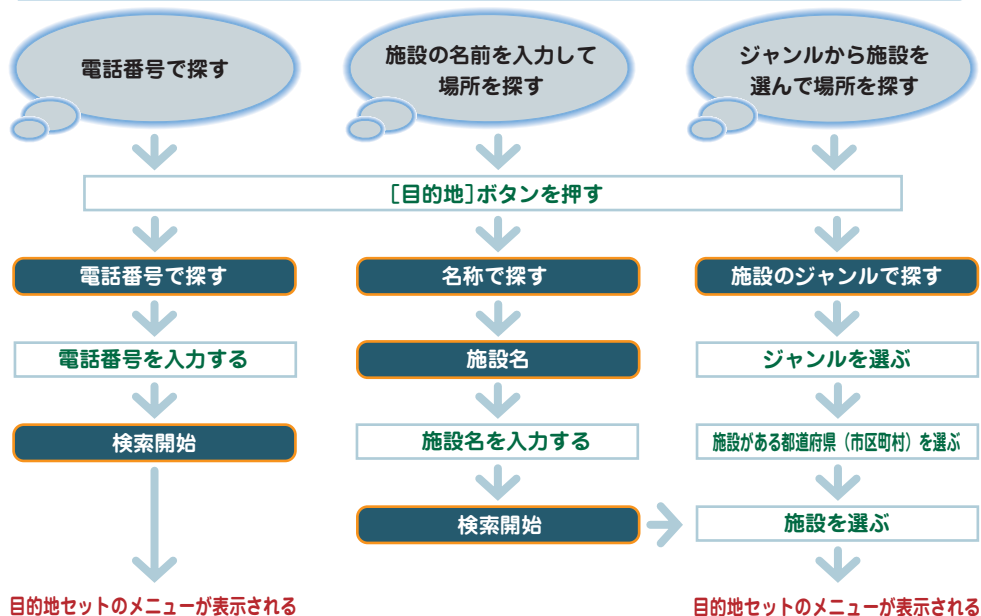 電話番号で探す
施設の名前を入力して
場所を探す
ジャンルから施設を
選んで場所を探す
［目的地］ボタンを押す
電話番号で探す
電話番号を入力する
検索開始
目的地セットのメニューが表示される
名称で探す
施設名
施設名を入力する
検索開始
施設のジャンルで探す
ジャンルを選ぶ
施設がある都道府県（市区町村）を選ぶ
施設を選ぶ
目的地セットのメニューが表示される